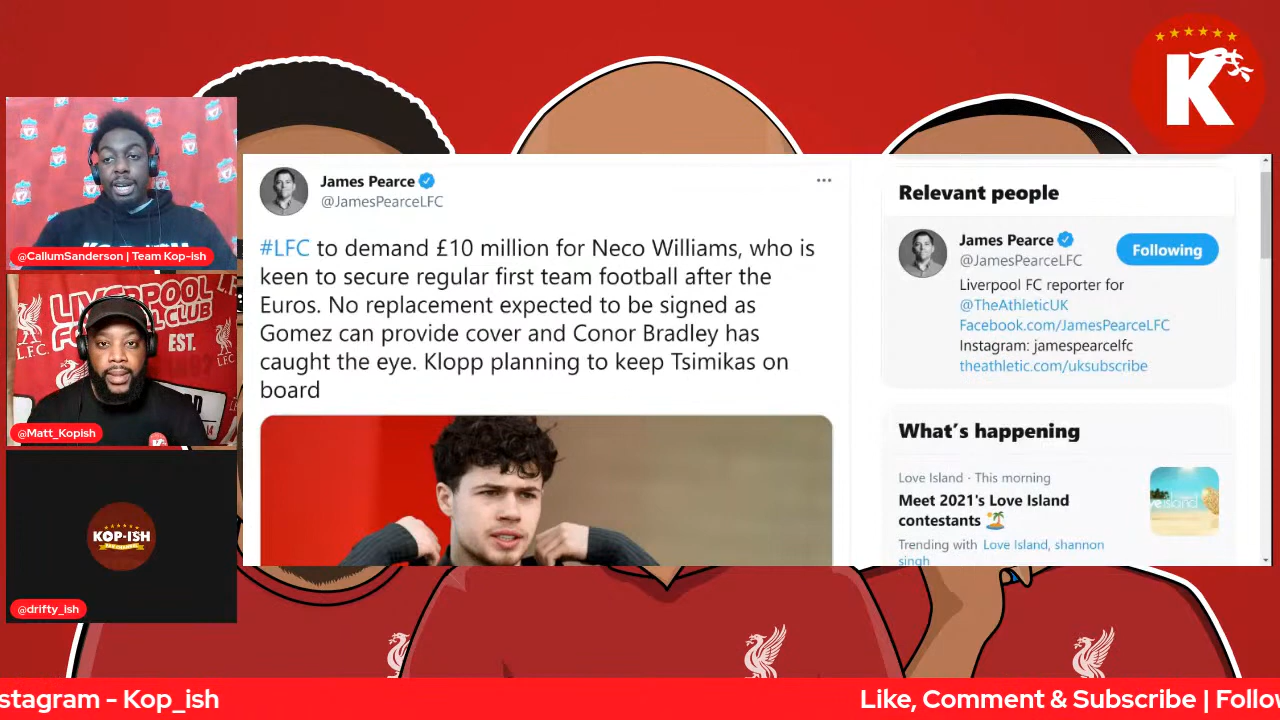 K
@CallumSanderson | Team Kop-ish
LIVERPOOL
EST.
L.F.C.
@Matt_Kopish
KOP-ISH
@drifty_ish
James Pearce
@JamesPearceLFC
#LFC to demand £10 million for Neco Williams, who is
keen to secure regular first team football after the
Euros. No replacement expected to be signed as
Gomez can provide cover and Conor Bradley has
caught the eye. Klopp planning to keep Tsimikas on
board
Relevant people
James Pearce
@JamesPearceLFC
Following
Liverpool FC reporter for
@TheAthleticUK
Facebook.com/JamesPearceLFC
Instagram: jamespearcelfc
theathletic.com/uksubscribe
What's happening
Love Island · This morning
Meet 2021's Love Island
contestants
Trending with Love Island, shannon
singh
stagram - Kop_ish
Like, Comment & Subscribe | Follow